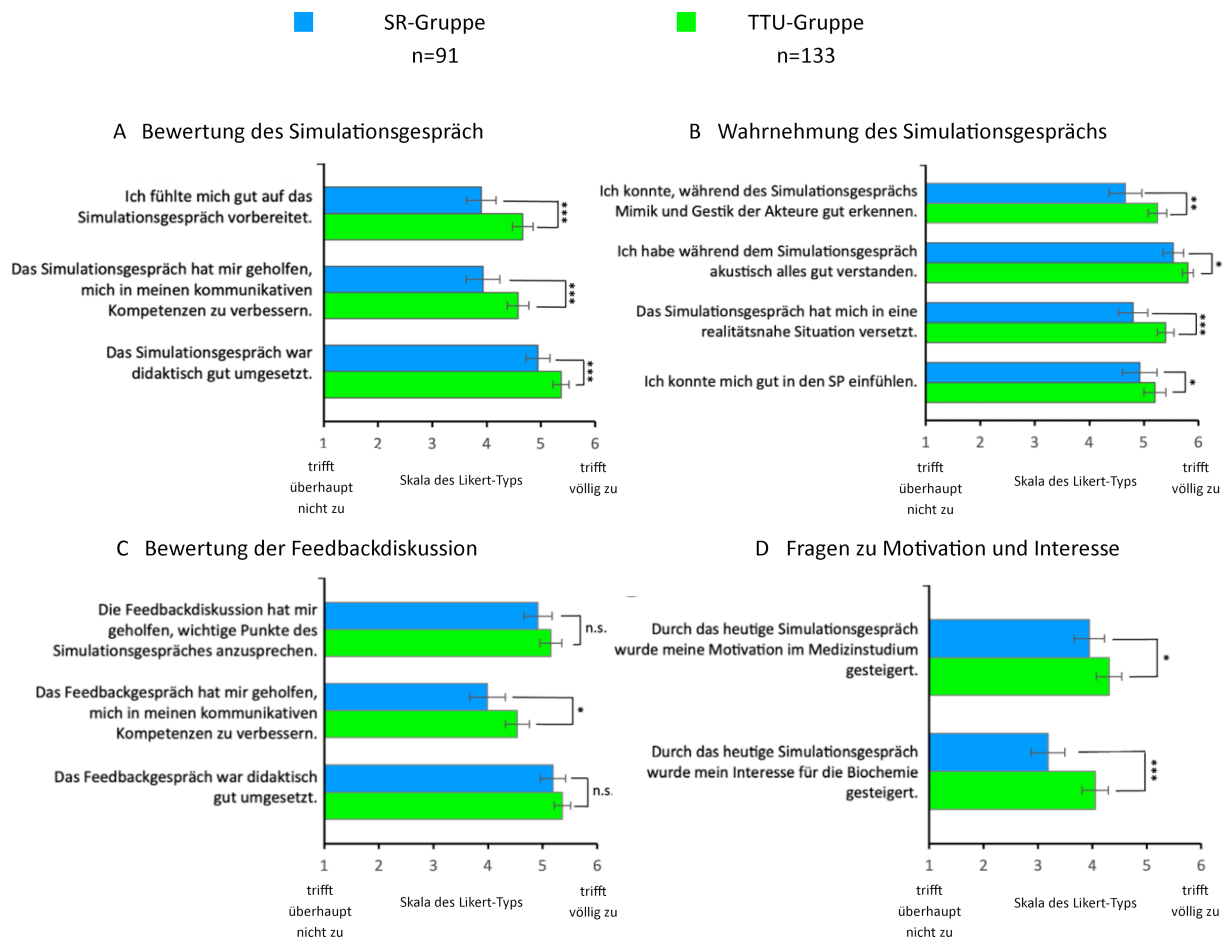 SR-Gruppe
n=91
TTU-Gruppe
n=133
A Bewertung des Simulationsgespräch
Ich fühlte mich gut auf das
Simulationsgespräch vorbereitet.
***
Das Simulationsgespräch hat mir geholfen,
mich in meinen kommunikativen
Kompetenzen zu verbessern.
***
Das Simulationsgespräch war
didaktisch gut umgesetzt.
***
1 2 3 4 5 6
trifft
überhaupt
nicht zu
Skala des Likert-Typs
trifft
völlig zu
B Wahrnehmung des Simulationsgesprächs
Ich konnte, während des Simulationsgesprächs
Mimik und Gestik der Akteure gut erkennen.
**
Ich habe während dem Simulationsgespräch
akustisch alles gut verstanden.
*
Das Simulationsgespräch hat mich in eine
realitätsnahe Situation versetzt.
***
Ich konnte mich gut in den SP einfühlen.
*
1 2 3 4 5 6
trifft
überhaupt
nicht zu
Skala des Likert-Typs
trifft
völlig zu
C Bewertung der Feedbackdiskussion
Die Feedbackdiskussion hat mir
geholfen, wichtige Punkte des
Simulationsgespräches anzusprechen.
n.s.
Das Feedbackgespräch hat mir geholfen,
mich in meinen kommunikativen
Kompetenzen zu verbessern.
*
Das Feedbackgespräch war didaktisch
gut umgesetzt.
n.s.
1 2 3 4 5 6
trifft
überhaupt
nicht zu
Skala des Likert-Typs
trifft
völlig zu
D Fragen zu Motivation und Interesse
Durch das heutige Simulationsgespräch
wurde meine Motivation im Medizinstudium
gesteigert.
*
Durch das heutige Simulationsgespräch
wurde mein Interesse für die Biochemie
gesteigert.
***
1 2 3 4 5 6
trifft
überhaupt
nicht zu
Skala des Likert-Typs
trifft
völlig zu